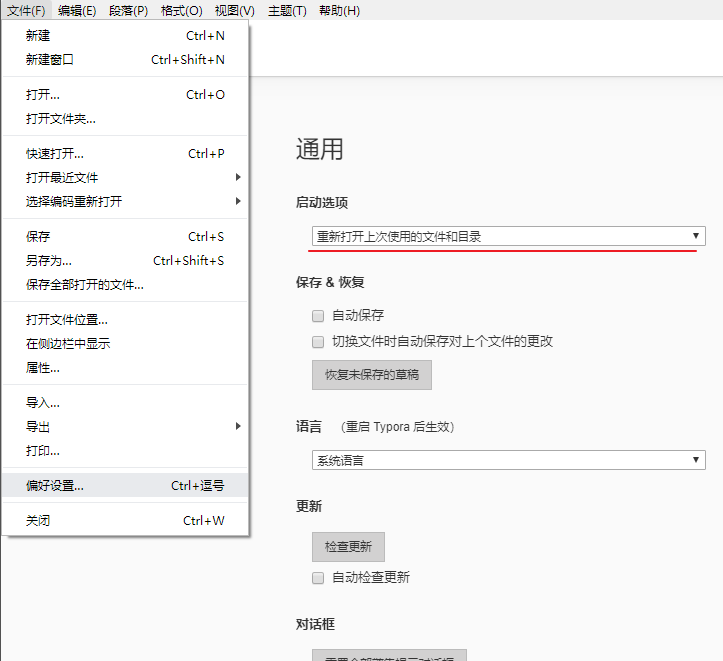 文件(F) 编辑(E) 段落(P) 格式(O) 视图(V) 主题(T) 帮助(H)
新建 Ctrl+N
新建窗口 Ctrl+Shift+N
打开... Ctrl+O
打开文件夹...
快速打开... Ctrl+P
打开最近文件
选择编码重新打开
保存 Ctrl+S
另存为... Ctrl+Shift+S
保存全部打开的文件...
打开文件位置...
在侧边栏中显示
属性...
导入...
导出
打印...
偏好设置... Ctrl+逗号
关闭 Ctrl+W
通用
启动选项
重新打开上次使用的文件和目录
保存 & 恢复
自动保存
切换文件时自动保存对上个文件的更改
恢复未保存的草稿
语言 （重启 Typora 后生效）
系统语言
更新
检查更新
自动检查更新
对话框